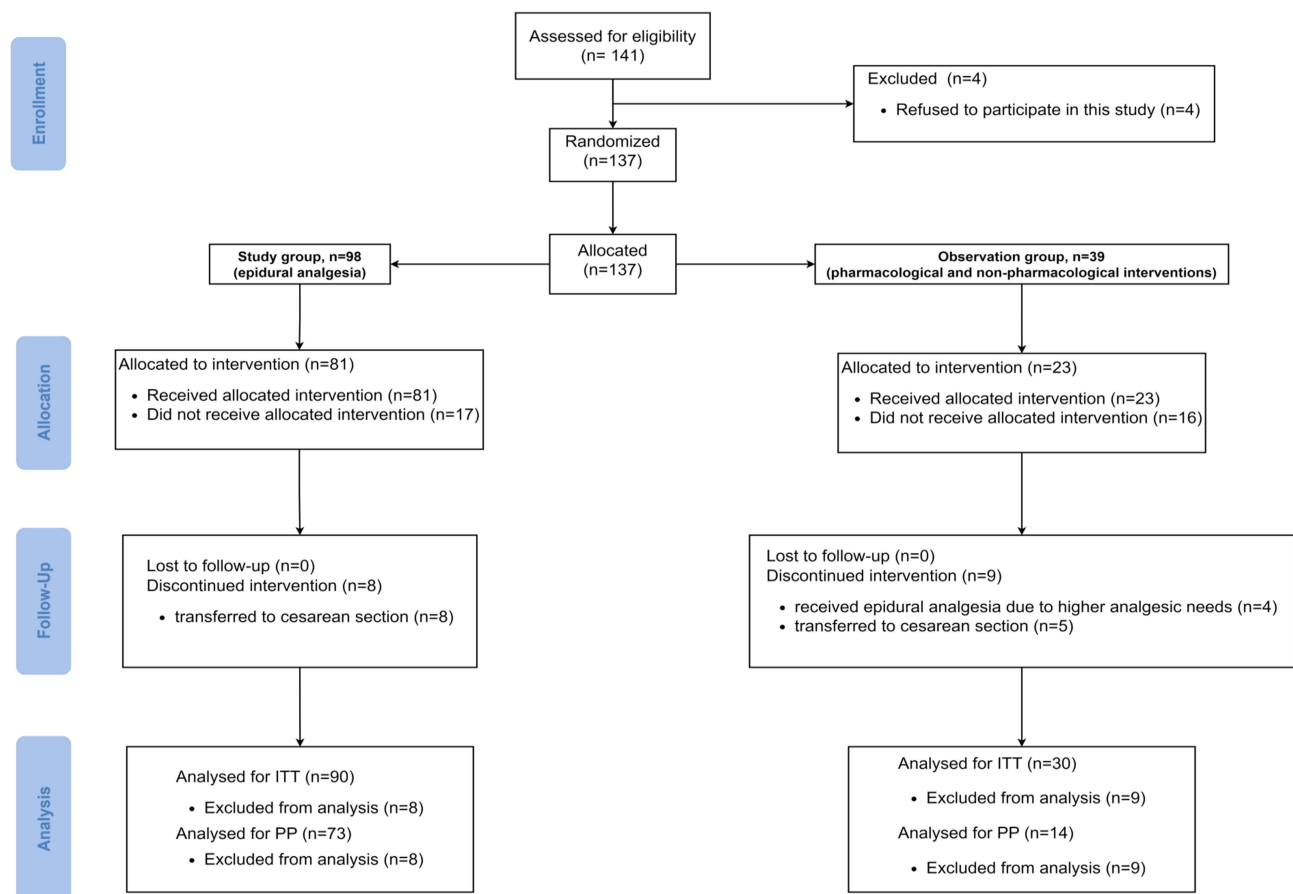 Enrollment
Assessed for eligibility
(n= 141)
Excluded (n=4)
• Refused to participate in this study (n=4)
Randomized
(n=137)
Allocated
(n=137)
Study group, n=98
(epidural analgesia)
Observation group, n=39
(pharmacological and non-pharmacological interventions)
Allocation
Allocated to intervention (n=81)
• Received allocated intervention (n=81)
• Did not receive allocated intervention (n=17)
Allocated to intervention (n=23)
• Received allocated intervention (n=23)
• Did not receive allocated intervention (n=16)
Follow-Up
Lost to follow-up (n=0)
Discontinued intervention (n=8)
• transferred to cesarean section (n=8)
Lost to follow-up (n=0)
Discontinued intervention (n=9)
• received epidural analgesia due to higher analgesic needs (n=4)
• transferred to cesarean section (n=5)
Analysis
Analysed for ITT (n=90)
• Excluded from analysis (n=8)
Analysed for PP (n=73)
• Excluded from analysis (n=8)
Analysed for ITT (n=30)
• Excluded from analysis (n=9)
Analysed for PP (n=14)
• Excluded from analysis (n=9)